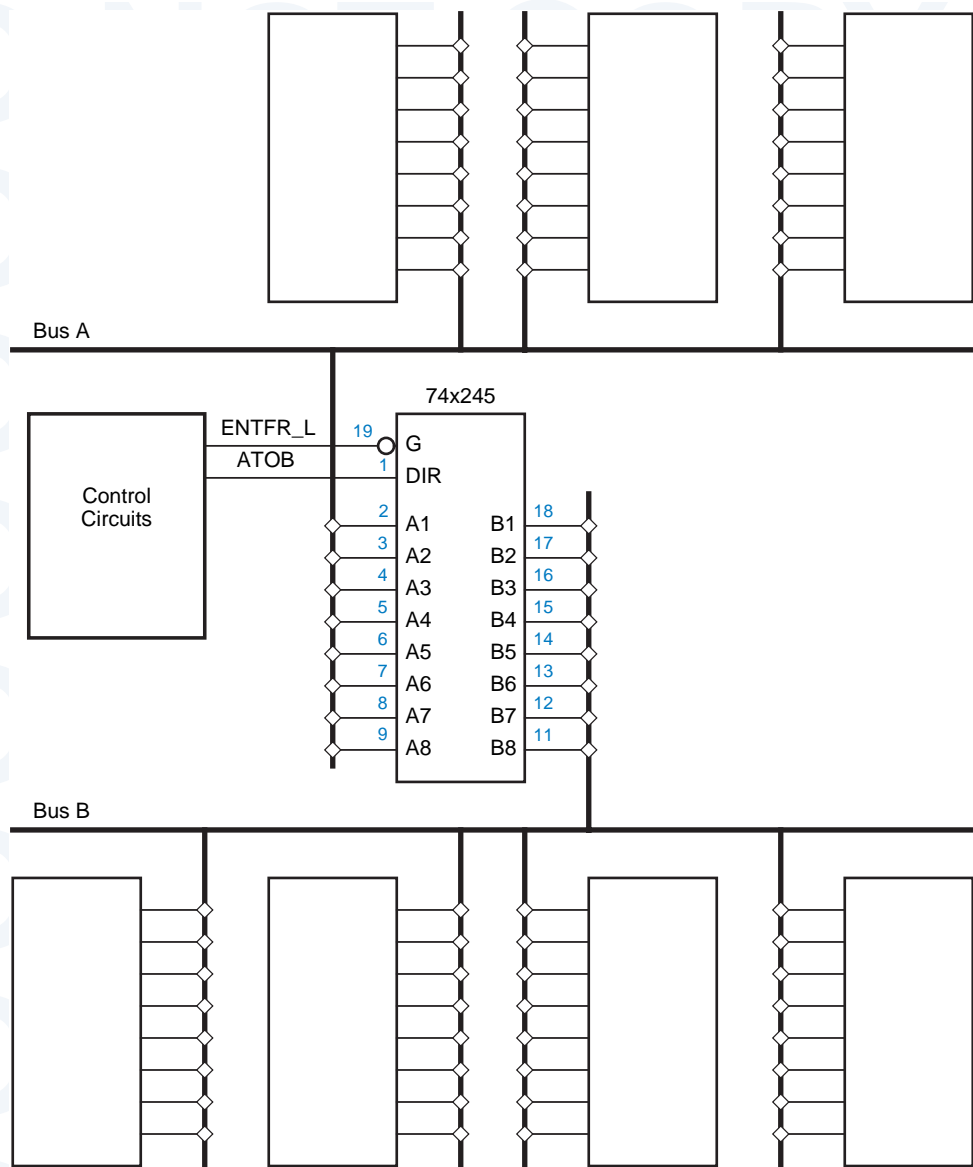 Bus A
74x245
ENTFR_L
19
G
ATOB
1
DIR
Control
Circuits
2
A1
B1
18
3
A2
B2
17
4
A3
B3
16
5
A4
B4
15
6
A5
B5
14
7
A6
B6
13
8
A7
B7
12
9
A8
B8
11
Bus B